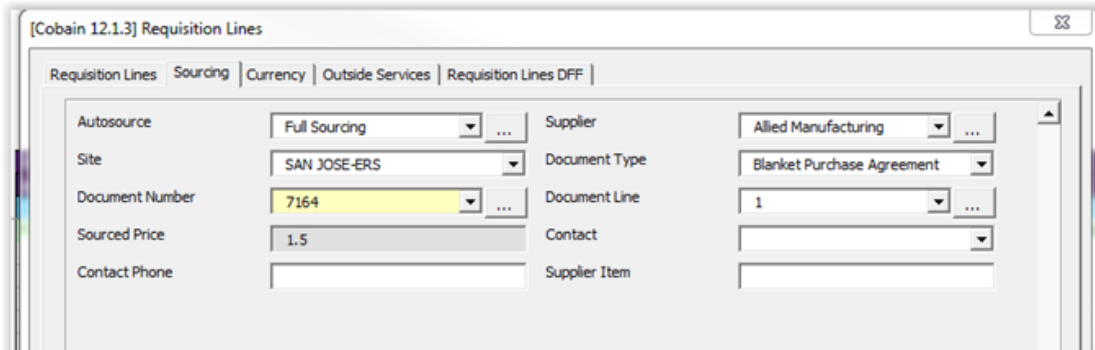 [Cobain 12.1.3] Requisition Lines
Requisition Lines Sourcing Currency Outside Services Requisition Lines DFF
Autosource Full Sourcing ... Supplier Allied Manufacturing ...
Site SAN JOSE-ERS Document Type Blanket Purchase Agreement
Document Number 7164 ... Document Line 1 ...
Sourced Price 1.5 Contact
Contact Phone Supplier Item